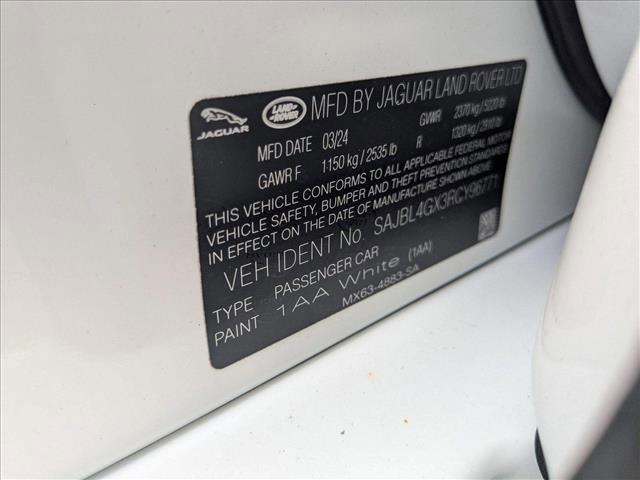 JAGUAR LAND ROVER MFD BY JAGUAR LAND ROVER LTD
MFD DATE 03/24 GVWR 2370 kg / 5220 lb
GAWR F 1150 kg / 2535 lb R 1320 kg / 2910 lb
THIS VEHICLE CONFORMS TO ALL APPLICABLE FEDERAL MOTOR
VEHICLE SAFETY, BUMPER AND THEFT PREVENTION STANDARDS
IN EFFECT ON THE DATE OF MANUFACTURE SHOWN ABOVE
VEH IDENT No. SAJBL4GX3RCY96771
TYPE PASSENGER CAR
PAINT 1AA White (1AA)
MX63-4883-SA